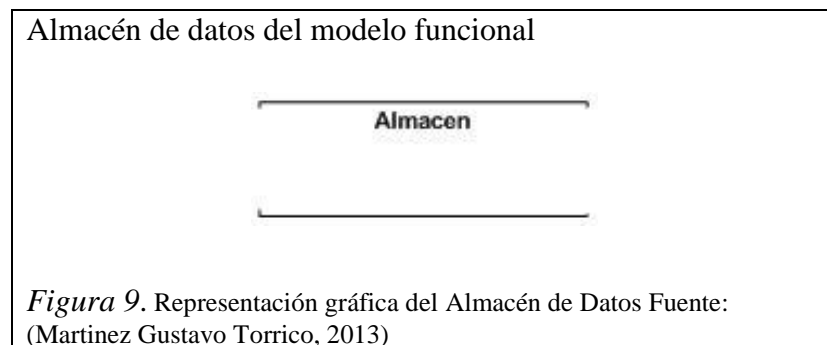 Almacén de datos del modelo funcional
Almacen
Figura 9. Representación gráfica del Almacén de Datos Fuente:
(Martinez Gustavo Torrico, 2013)